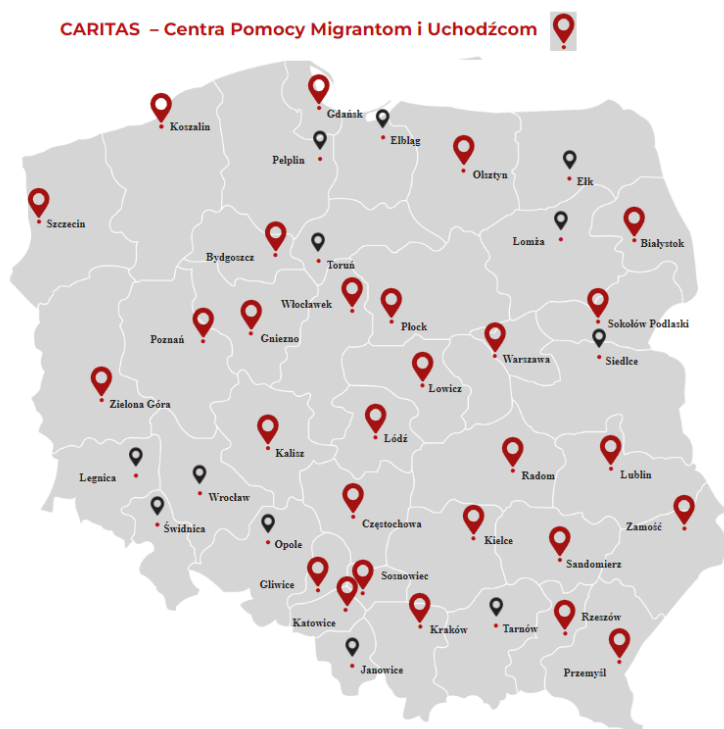 CARITAS – Centra Pomocy Migrantom i Uchodźcom
Gdańsk
Koszalin
Elbląg
Pelplin
Olsztyn
Ełk
Szczecin
Lomża
Białystok
Bydgoszcz
Toruń
Włocławek
Płock
Sokołów Podlaski
Poznań
Gniezno
Warszawa
Siedlce
Lowicz
Zielona Góra
Łódź
Kalisz
Legnica
Radom
Lublin
Wrocław
Częstochowa
Świdnica
Zamość
Opole
Kielce
Sandomierz
Sosnowiec
Gliwice
Katowice
Kraków
Tarnów
Rzeszów
Janowice
Przemyśl